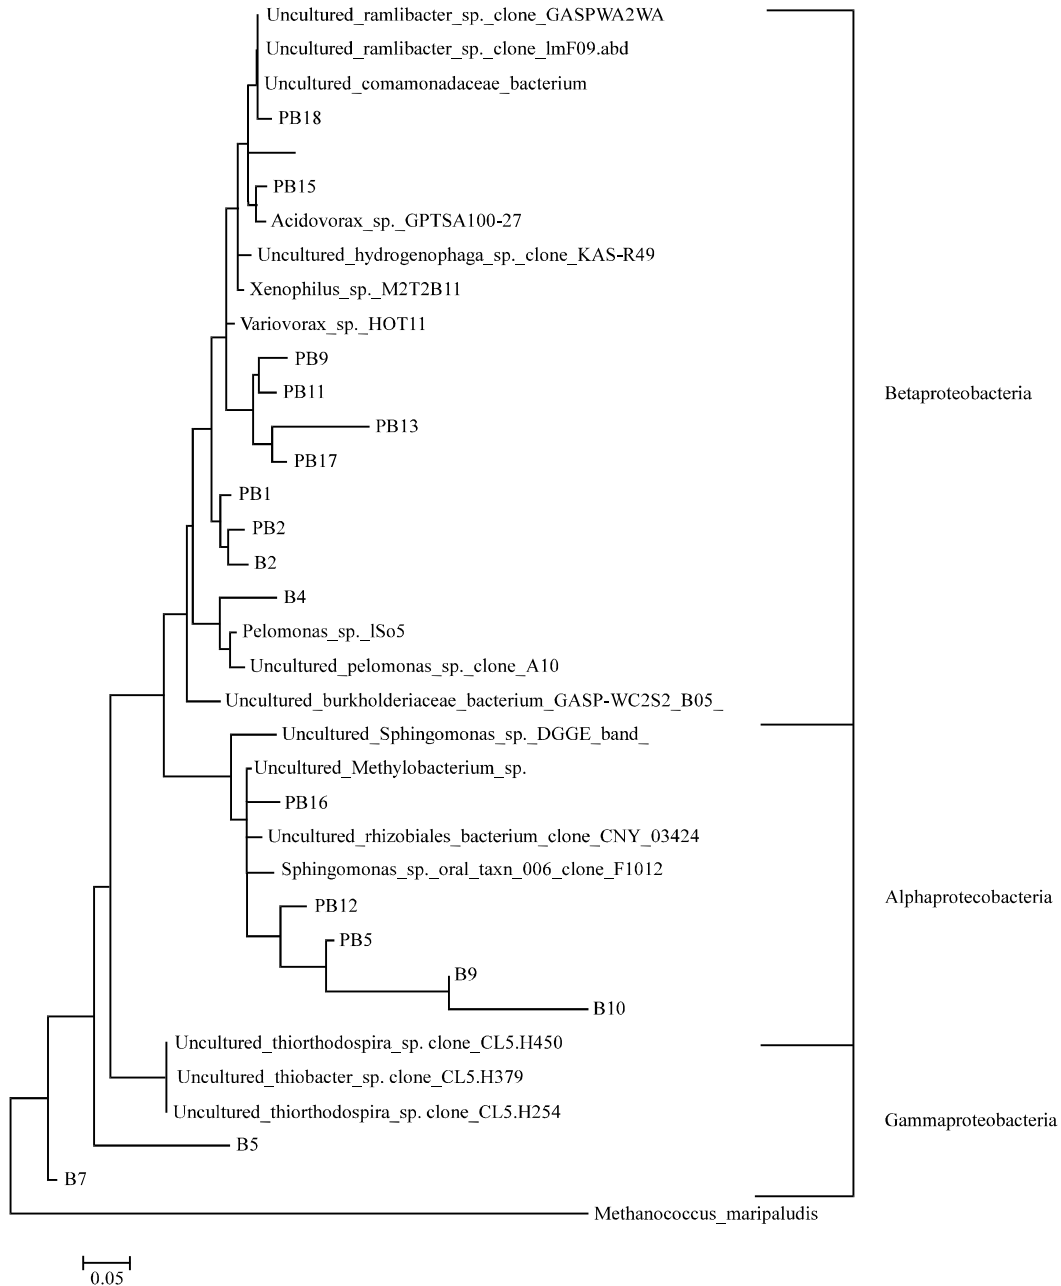 Uncultured_ramlibacter_sp._clone_GASPWA2WA
Uncultured_ramlibacter_sp._clone_lmF09.abd
Uncultured_comamonadaceae_bacterium
PB18
PB15
Acidovorax_sp._GPTSA100-27
Uncultured_hydrogenophaga_sp._clone_KAS-R49
Xenophilus_sp._M2T2B11
Variovorax_sp._HOT11
PB9
PB11
Betaproteobacteria
PB13
PB17
PB1
PB2
B2
B4
Pelomonas_sp._lSo5
Uncultured_pelomonas_sp._clone_A10
Uncultured_burkholderiaceae_bacterium_GASP-WC2S2_B05_
Uncultured_Sphingomonas_sp._DGGE_band_
Uncultured_Methylobacterium_sp.
PB16
Uncultured_rhizobiales_bacterium_clone_CNY_03424
Sphingomonas_sp._oral_taxn_006_clone_F1012
Alphaprotecobacteria
PB12
PB5
B9
B10
Uncultured_thiorthodospira_sp. clone_CL5.H450
Uncultured_thiobacter_sp. clone_CL5.H379
Uncultured_thiorthodospira_sp. clone_CL5.H254
Gammaproteobacteria
B5
B7
Methanococcus_maripaludis
0.05